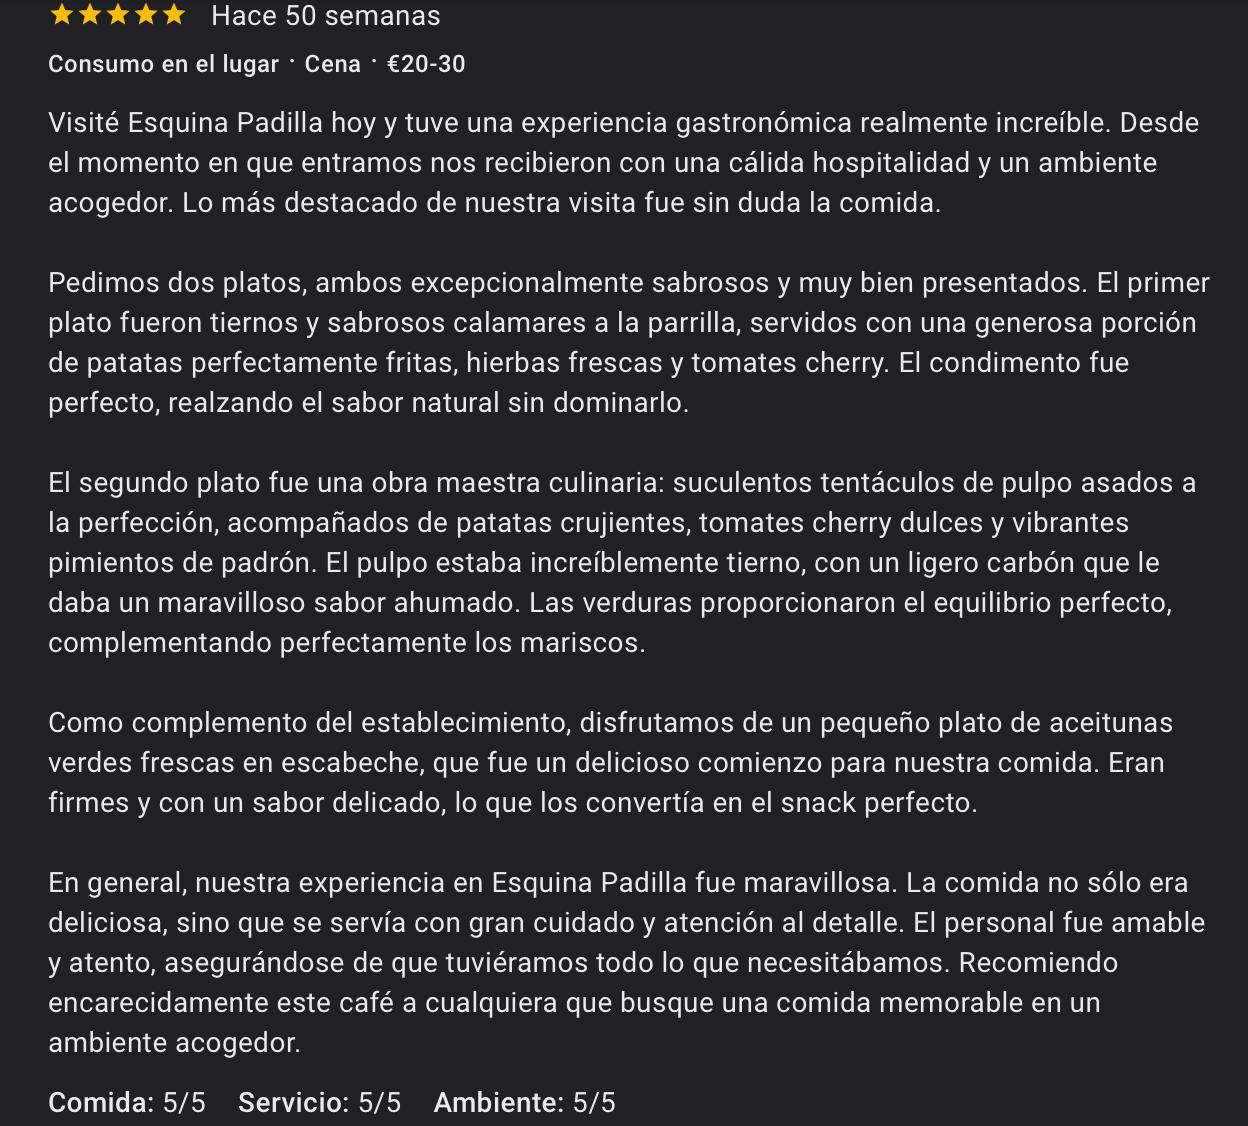 Hace 50 semanas
Consumo en el lugar · Cena · €20-30
Visité Esquina Padilla hoy y tuve una experiencia gastronómica realmente increíble. Desde
el momento en que entramos nos recibieron con una cálida hospitalidad y un ambiente
acogedor. Lo más destacado de nuestra visita fue sin duda la comida.
Pedimos dos platos, ambos excepcionalmente sabrosos y muy bien presentados. El primer
plato fueron tiernos y sabrosos calamares a la parrilla, servidos con una generosa porción
de patatas perfectamente fritas, hierbas frescas y tomates cherry. El condimento fue
perfecto, realzando el sabor natural sin dominarlo.
El segundo plato fue una obra maestra culinaria: suculentos tentáculos de pulpo asados a
la perfección, acompañados de patatas crujientes, tomates cherry dulces y vibrantes
pimientos de padrón. El pulpo estaba increíblemente tierno, con un ligero carbón que le
daba un maravilloso sabor ahumado. Las verduras proporcionaron el equilibrio perfecto,
complementando perfectamente los mariscos.
Como complemento del establecimiento, disfrutamos de un pequeño plato de aceitunas
verdes frescas en escabeche, que fue un delicioso comienzo para nuestra comida. Eran
firmes y con un sabor delicado, lo que los convertía en el snack perfecto.
En general, nuestra experiencia en Esquina Padilla fue maravillosa. La comida no sólo era
deliciosa, sino que se servía con gran cuidado y atención al detalle. El personal fue amable
y atento, asegurándose de que tuviéramos todo lo que necesitábamos. Recomiendo
encarecidamente este café a cualquiera que busque una comida memorable en un
ambiente acogedor.
Comida: 5/5 Servicio: 5/5 Ambiente: 5/5